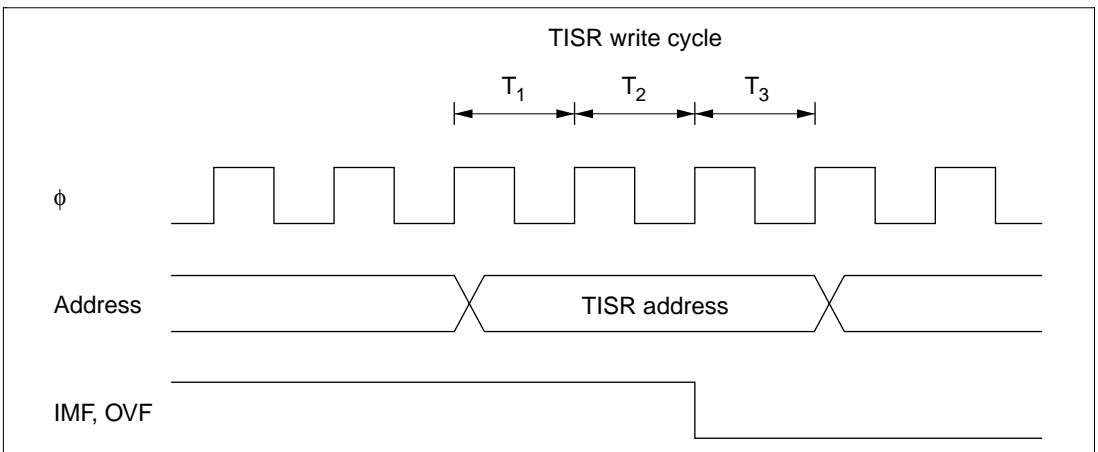 TISR write cycle
T1 T2 T3
ϕ
Address TISR address
IMF, OVF